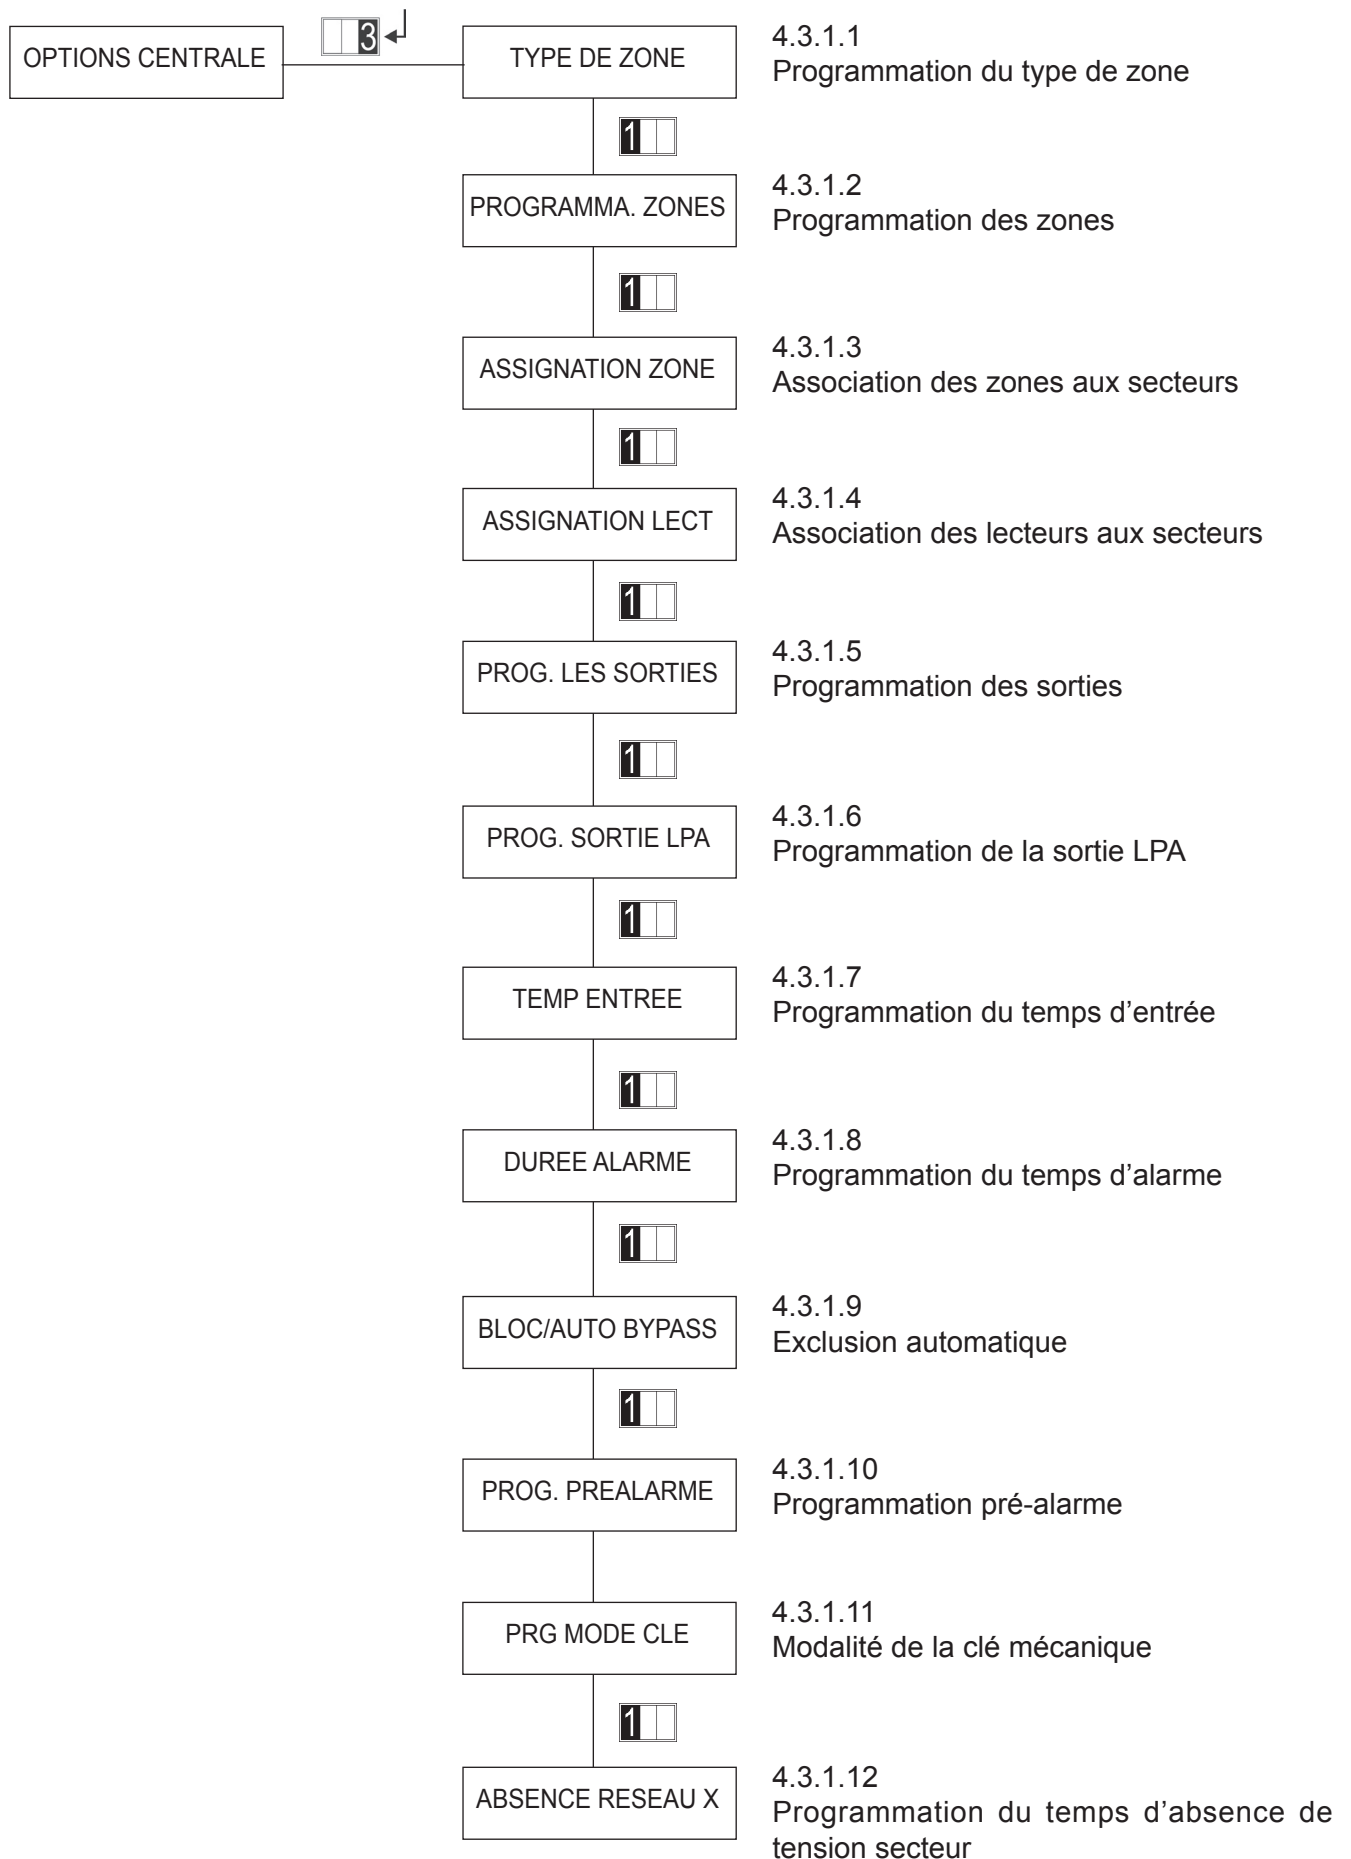 OPTIONS CENTRALE
3
TYPE DE ZONE
4.3.1.1
Programmation du type de zone
1
PROGRAMMA. ZONES
4.3.1.2
Programmation des zones
1
ASSIGNATION ZONE
4.3.1.3
Association des zones aux secteurs
1
ASSIGNATION LECT
4.3.1.4
Association des lecteurs aux secteurs
1
PROG. LES SORTIES
4.3.1.5
Programmation des sorties
1
PROG. SORTIE LPA
4.3.1.6
Programmation de la sortie LPA
1
TEMP ENTREE
4.3.1.7
Programmation du temps d’entrée
1
DUREE ALARME
4.3.1.8
Programmation du temps d’alarme
1
BLOC/AUTO BYPASS
4.3.1.9
Exclusion automatique
1
PROG. PREALARME
4.3.1.10
Programmation pré-alarme
PRG MODE CLE
4.3.1.11
Modalité de la clé mécanique
1
ABSENCE RESEAU X
4.3.1.12
Programmation du temps d’absence de
tension secteur